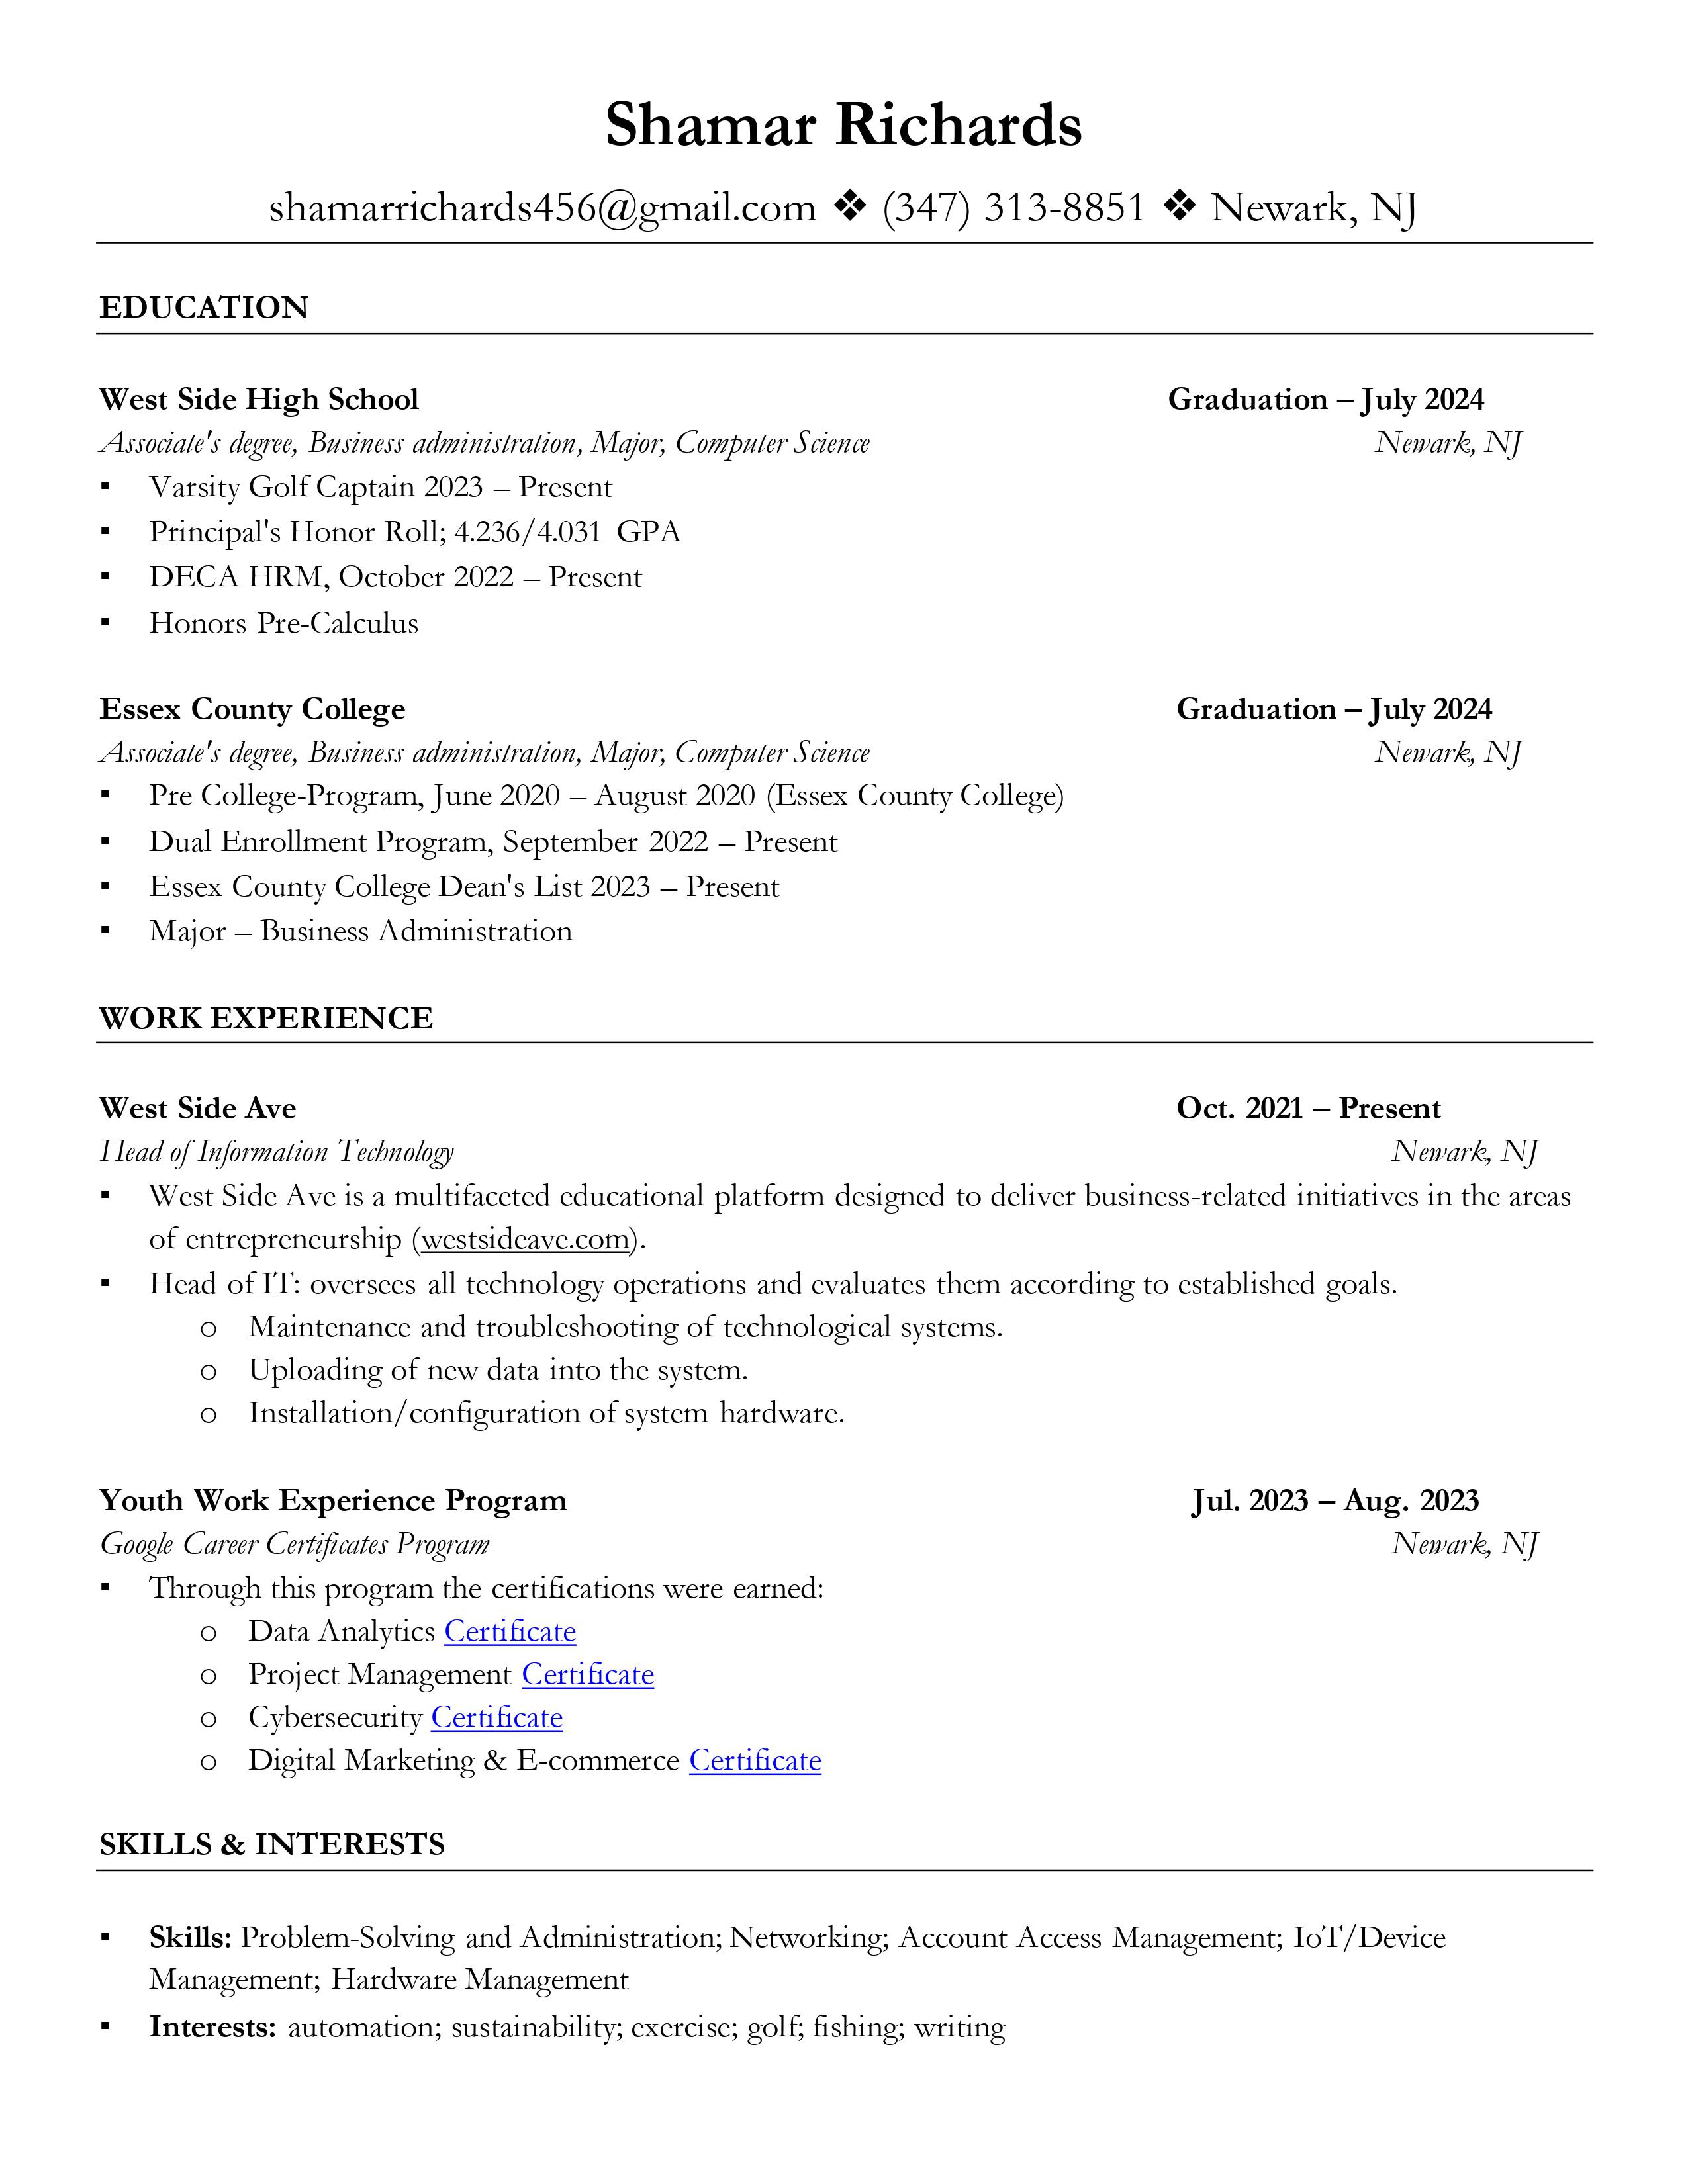 Shamar Richards
shamarrichards456@gmail.com ❖ (347) 313-8851 ❖ Newark, NJ
EDUCATION
West Side High School Graduation – July 2024
Associate's degree, Business administration, Major, Computer Science Newark, NJ
▪ Varsity Golf Captain 2023 – Present
▪ Principal's Honor Roll; 4.236/4.031 GPA
▪ DECA HRM, October 2022 – Present
▪ Honors Pre-Calculus
Essex County College Graduation – July 2024
Associate's degree, Business administration, Major, Computer Science Newark, NJ
▪ Pre College-Program, June 2020 – August 2020 (Essex County College)
▪ Dual Enrollment Program, September 2022 – Present
▪ Essex County College Dean's List 2023 – Present
▪ Major – Business Administration
WORK EXPERIENCE
West Side Ave Oct. 2021 – Present
Head of Information Technology Newark, NJ
▪ West Side Ave is a multifaceted educational platform designed to deliver business-related initiatives in the areas
of entrepreneurship (westsideave.com).
▪ Head of IT: oversees all technology operations and evaluates them according to established goals.
o Maintenance and troubleshooting of technological systems.
o Uploading of new data into the system.
o Installation/configuration of system hardware.
Youth Work Experience Program Jul. 2023 – Aug. 2023
Google Career Certificates Program Newark, NJ
▪ Through this program the certifications were earned:
o Data Analytics Certificate
o Project Management Certificate
o Cybersecurity Certificate
o Digital Marketing & E-commerce Certificate
SKILLS & INTERESTS
▪ Skills: Problem-Solving and Administration; Networking; Account Access Management; IoT/Device
Management; Hardware Management
▪ Interests: automation; sustainability; exercise; golf; fishing; writing